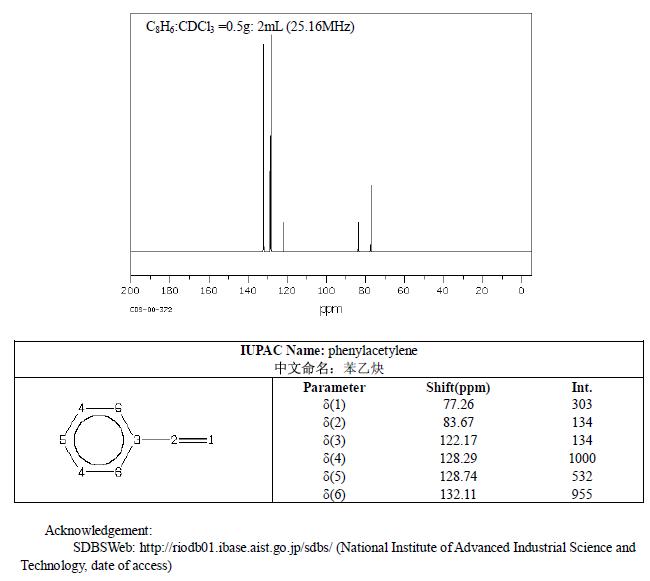 C₈H₆:CDCl₃ =0.5g: 2mL (25.16MHz)
200 180 160 140 120 100 80 60 40 20 0
CDS-00-372
ppm
IUPAC Name: phenylacetylene
中文命名：苯乙炔
Parameter Shift(ppm) Int.
δ(1) 77.26 303
δ(2) 83.67 134
δ(3) 122.17 134
δ(4) 128.29 1000
δ(5) 128.74 532
δ(6) 132.11 955
4 6
5 3 2 1
4 6
Acknowledgement:
SDBSWeb: http://riodb01.ibase.aist.go.jp/sdbs/ (National Institute of Advanced Industrial Science and
Technology, date of access)